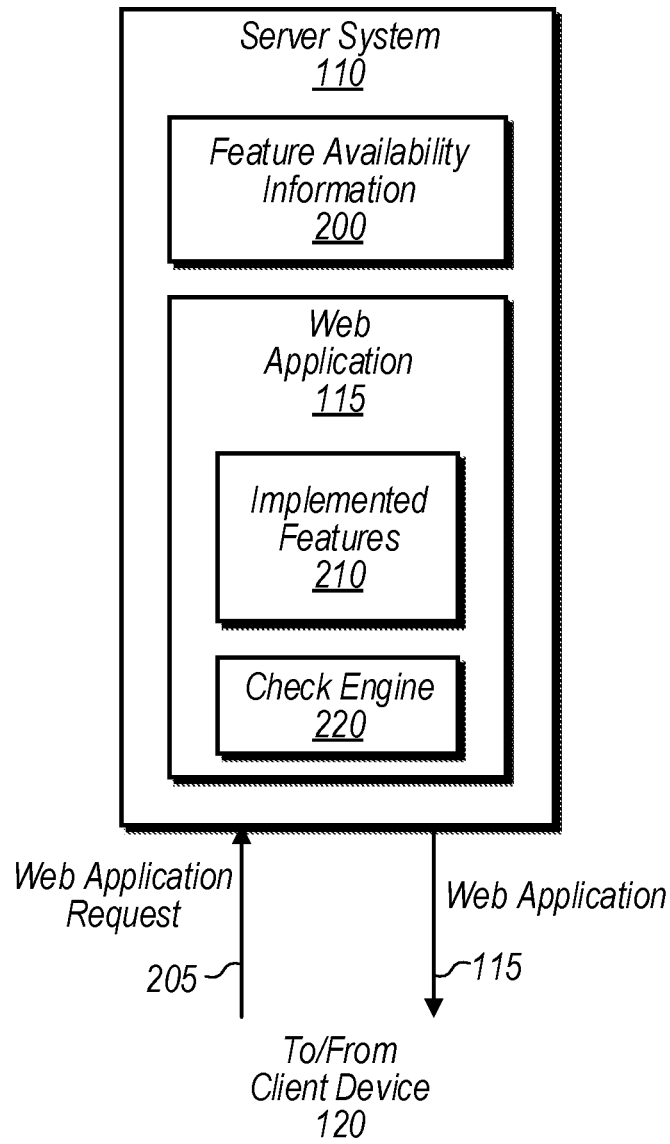 Server System
110
Feature Availability
Information
200
Web
Application
115
Implemented
Features
210
Check Engine
220
Web Application
Request
205
Web Application
115
To/From
Client Device
120